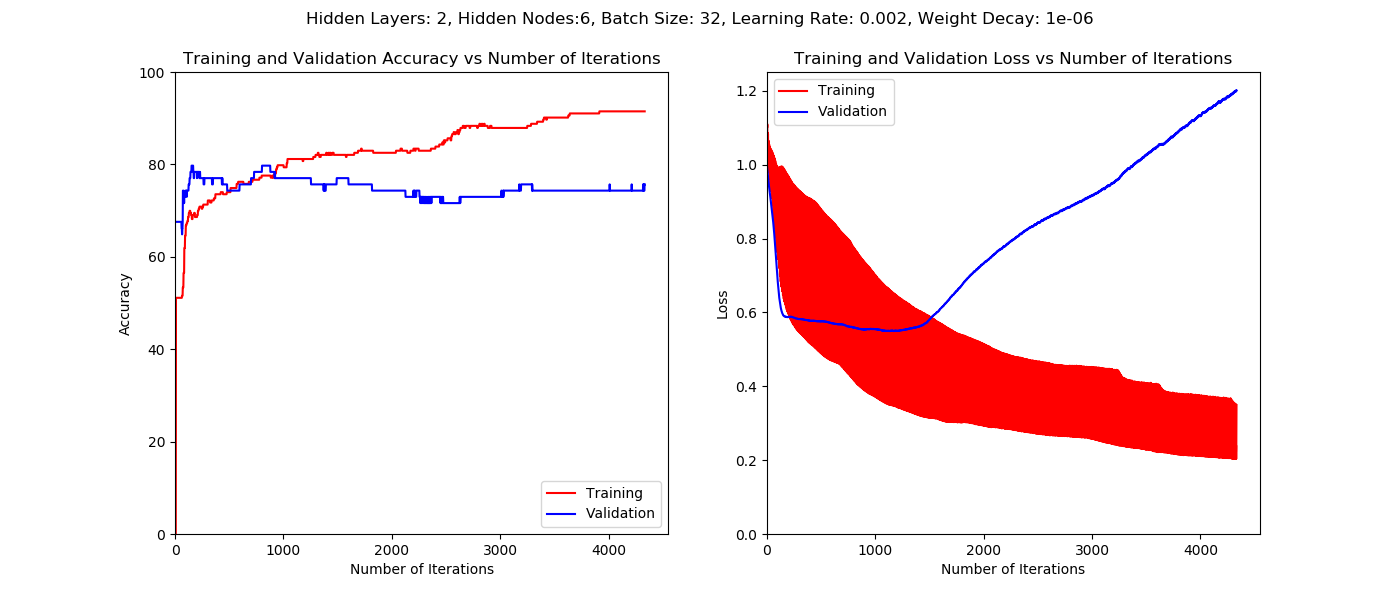 Hidden Layers: 2, Hidden Nodes:6, Batch Size: 32, Learning Rate: 0.002, Weight Decay: 1e-06
Training and Validation Accuracy vs Number of Iterations
100
80
60
40
20
0
Accuracy
0 1000 2000 3000 4000
Number of Iterations
Training
Validation
Training and Validation Loss vs Number of Iterations
1.2
1.0
0.8
0.6
0.4
0.2
0.0
Loss
0 1000 2000 3000 4000
Number of Iterations
Training
Validation